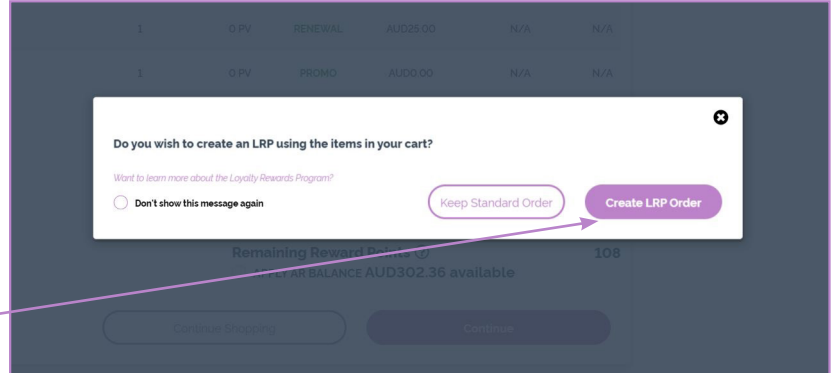 1 0 PV RENEWAL AUD25.00 N/A N/A
1 0 PV PROMO AUD0.00 N/A N/A
Do you wish to create an LRP using the items in your cart?
Want to learn more about the Loyalty Rewards Program?
Don't show this message again
Keep Standard Order
Create LRP Order
Remaining Reward Points 108
BALANCE AUD302.36 available
Continue Shopping
Continue